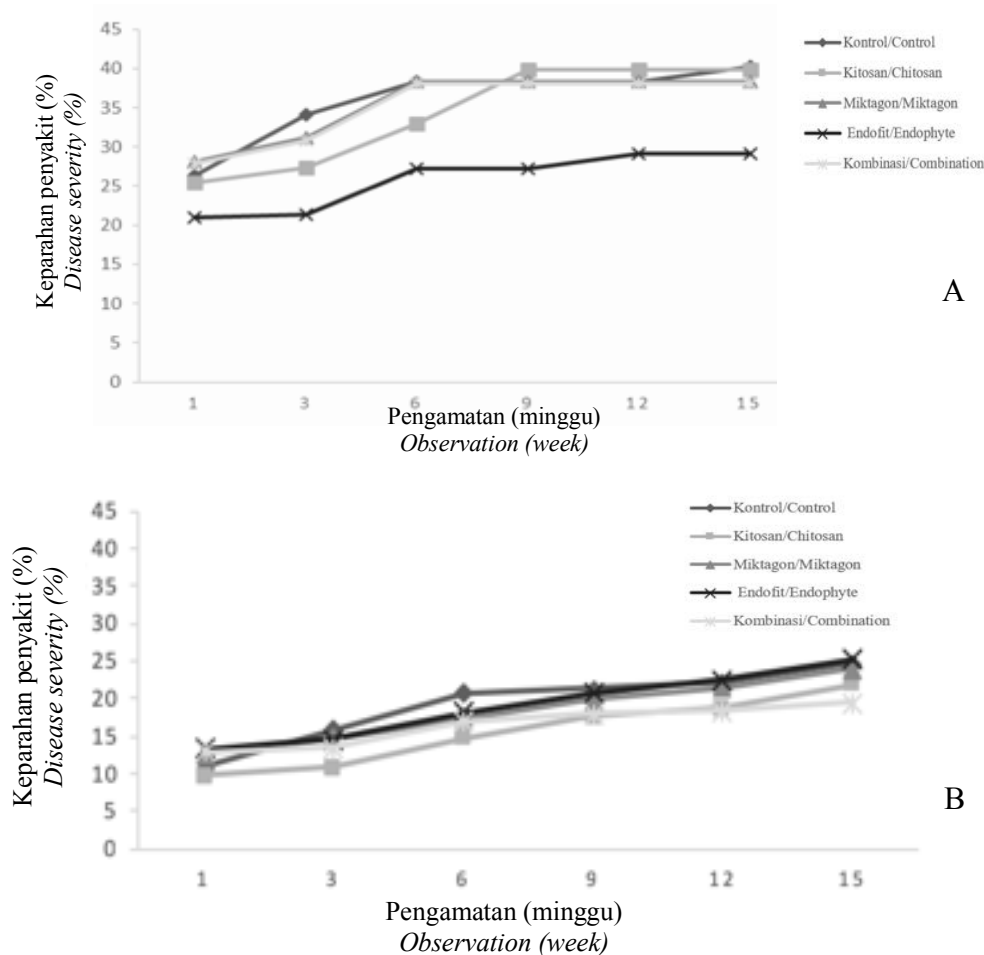 45
40
35
30
25
20
15
10
5
0
Keparahan penyakit (%)
Disease severity (%)
Kontrol/Control
Kitosan/Chitosan
Miktagon/Miktagon
Endofit/Endophyte
Kombinasi/Combination
A
1 3 6 9 12 15
Pengamatan (minggu)
Observation (week)
45
40
35
30
25
20
15
10
5
0
Keparahan penyakit (%)
Disease severity (%)
Kontrol/Control
Kitosan/Chitosan
Miktagon/Miktagon
Endofit/Endophyte
Kombinasi/Combination
B
1 3 6 9 12 15
Pengamatan (minggu)
Observation (week)